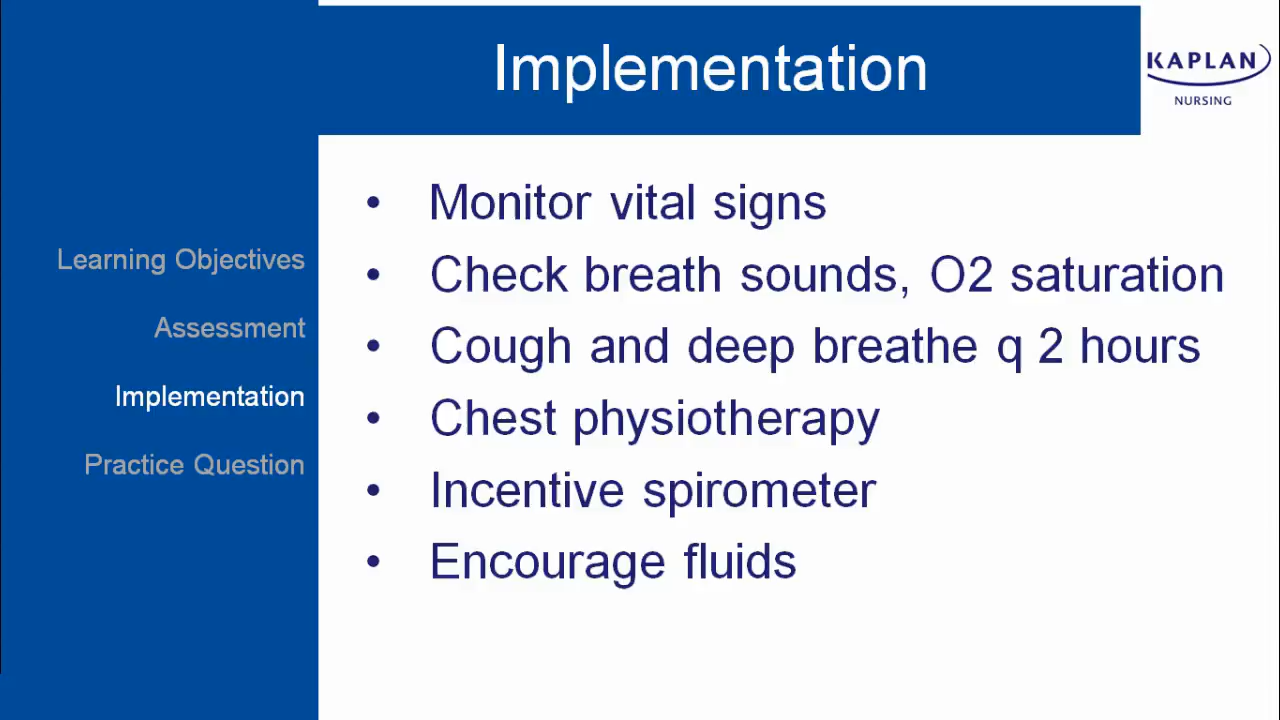 Implementation
KAPLAN
NURSING
Learning Objectives
Assessment
Implementation
Practice Question
• Monitor vital signs
• Check breath sounds, O2 saturation
• Cough and deep breathe q 2 hours
• Chest physiotherapy
• Incentive spirometer
• Encourage fluids